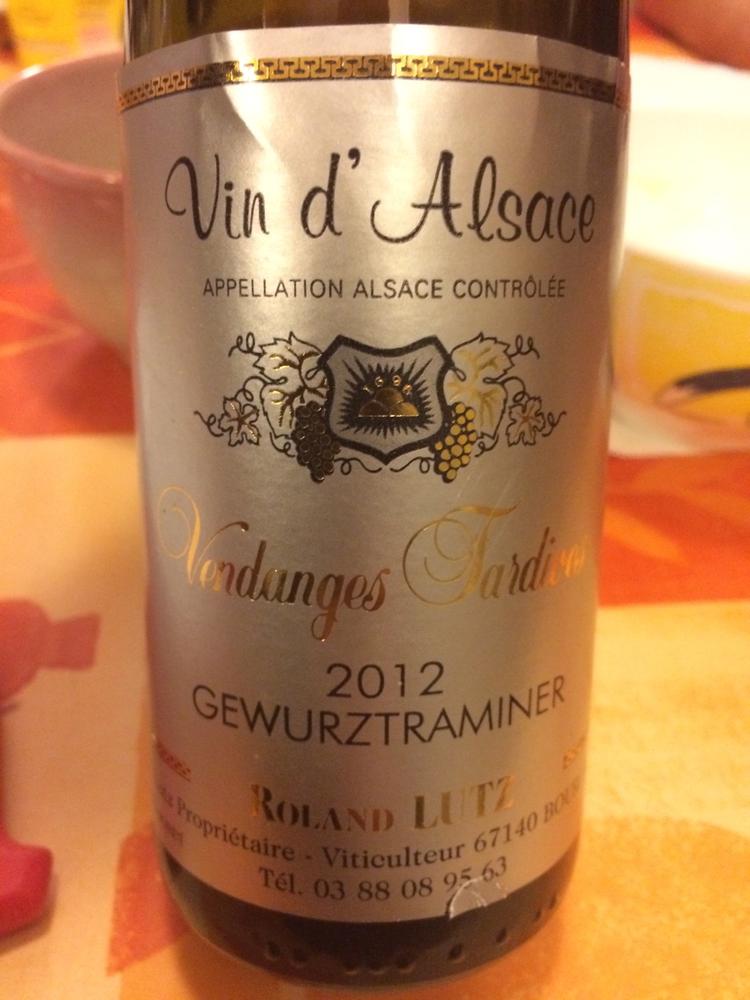 Vin d'Alsace
APPELLATION ALSACE CONTRÔLÉE
Vendanges Tardives
2012
GEWURZTRAMINER
ROLAND LUTZ
Propriétaire - Viticulteur 67140
Tél. 03 88 08 95 63